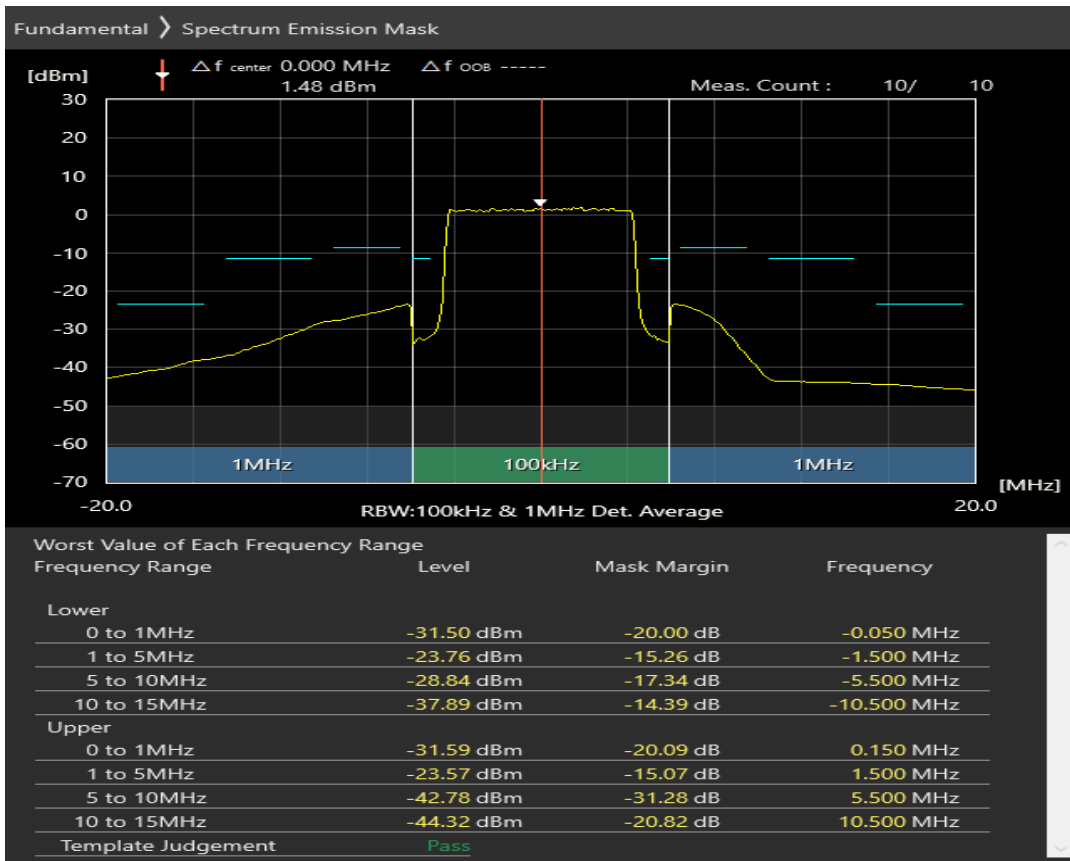 Fundamental 》 Spectrum Emission Mask
[dBm] Δf center 0.000 MHz Δf OOB -----
1.48 dBm Meas. Count : 10/ 10
30
20
10
0
-10
-20
-30
-40
-50
-60
1MHz 100kHz 1MHz
-70 [MHz]
-20.0 RBW:100kHz & 1MHz Det. Average 20.0
Worst Value of Each Frequency Range
Frequency Range Level Mask Margin Frequency
Lower
0 to 1MHz -31.50 dBm -20.00 dB -0.050 MHz
1 to 5MHz -23.76 dBm -15.26 dB -1.500 MHz
5 to 10MHz -28.84 dBm -17.34 dB -5.500 MHz
10 to 15MHz -37.89 dBm -14.39 dB -10.500 MHz
Upper
0 to 1MHz -31.59 dBm -20.09 dB 0.150 MHz
1 to 5MHz -23.57 dBm -15.07 dB 1.500 MHz
5 to 10MHz -42.78 dBm -31.28 dB 5.500 MHz
10 to 15MHz -44.32 dBm -20.82 dB 10.500 MHz
Template Judgement Pass